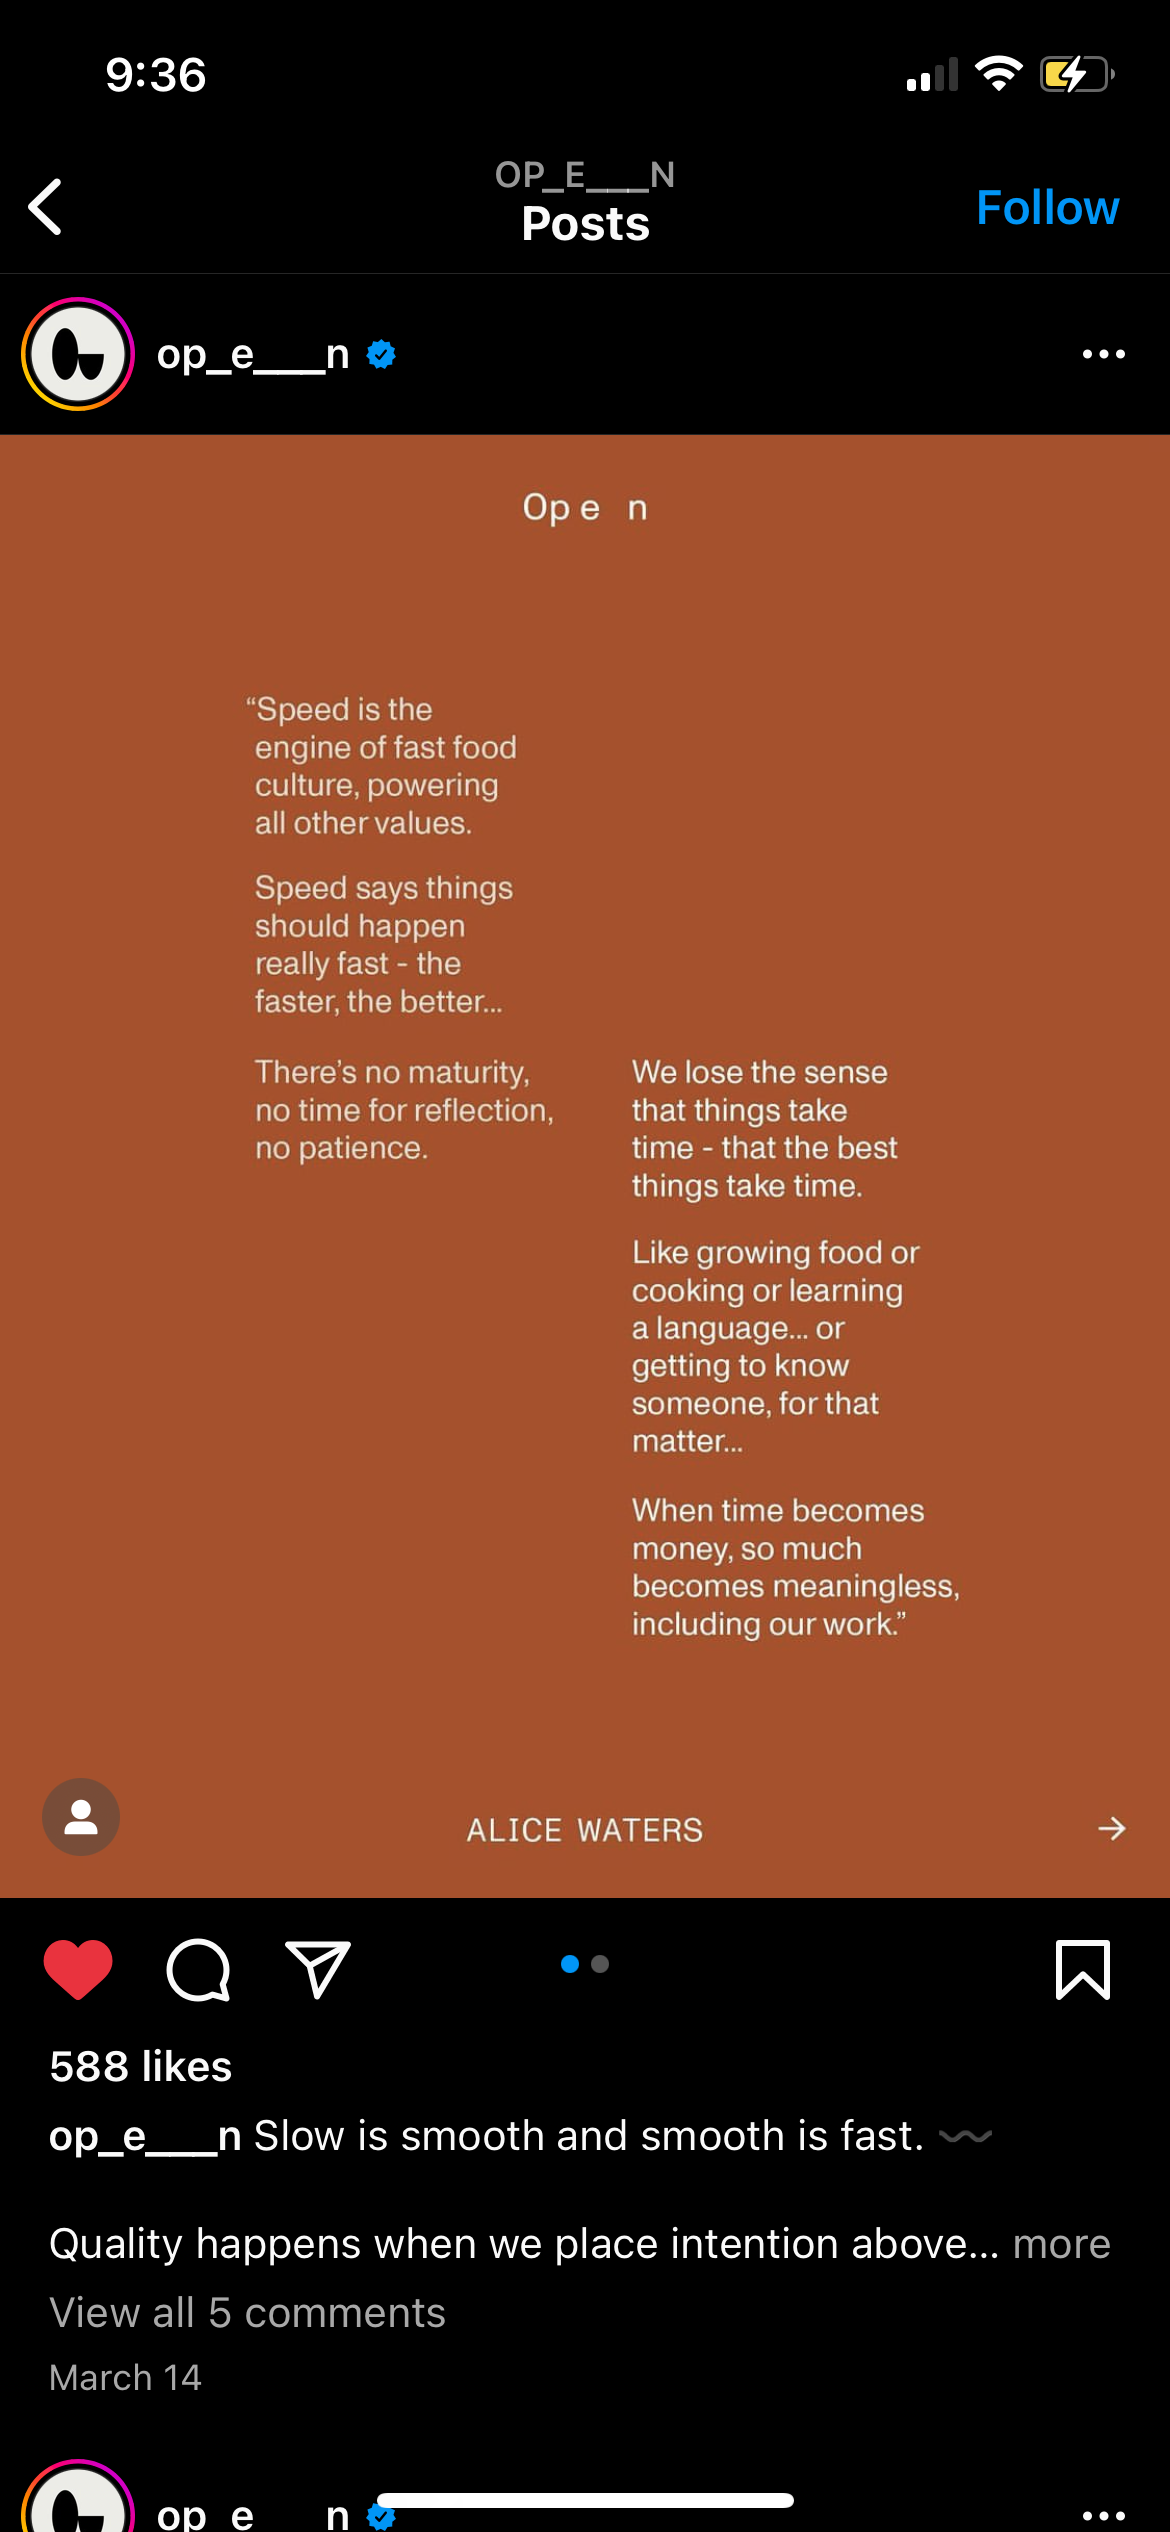 9:36
OP_E___N
Posts
Follow
op_e___n
Op e n
“Speed is the
engine of fast food
culture, powering
all other values.
Speed says things
should happen
really fast - the
faster, the better...
There’s no maturity,
no time for reflection,
no patience.
We lose the sense
that things take
time - that the best
things take time.
Like growing food or
cooking or learning
a language... or
getting to know
someone, for that
matter...
When time becomes
money, so much
becomes meaningless,
including our work.”
ALICE WATERS
588 likes
op_e___n Slow is smooth and smooth is fast. 〰️
Quality happens when we place intention above... more
View all 5 comments
March 14
op_e___n